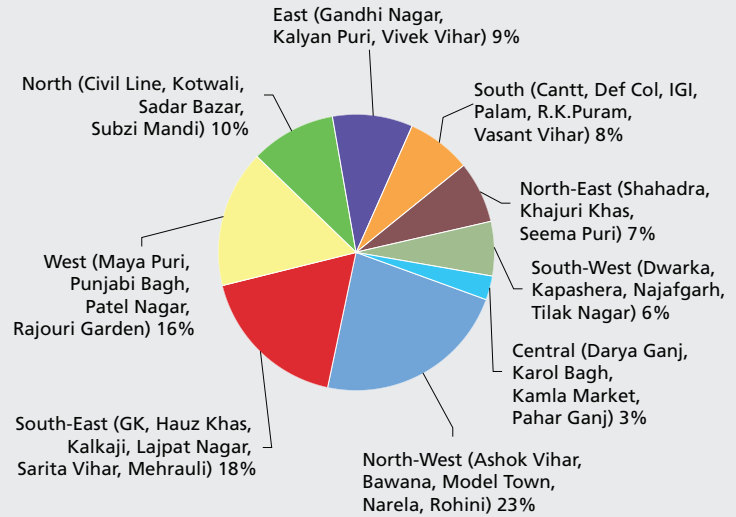 East (Gandhi Nagar,
Kalyan Puri, Vivek Vihar) 9%
South (Cantt, Def Col, IGI,
Palam, R.K.Puram,
Vasant Vihar) 8%
North-East (Shahadra,
Khajuri Khas,
Seema Puri) 7%
South-West (Dwarka,
Kapashera, Najafgarh,
Tilak Nagar) 6%
Central (Darya Ganj,
Karol Bagh,
Kamla Market,
Pahar Ganj) 3%
North-West (Ashok Vihar,
Bawana, Model Town,
Narela, Rohini) 23%
South-East (GK, Hauz Khas,
Kalkaji, Lajpat Nagar,
Sarita Vihar, Mehrauli) 18%
West (Maya Puri,
Punjabi Bagh,
Patel Nagar,
Rajouri Garden) 16%
North (Civil Line, Kotwali,
Sadar Bazar,
Subzi Mandi) 10%